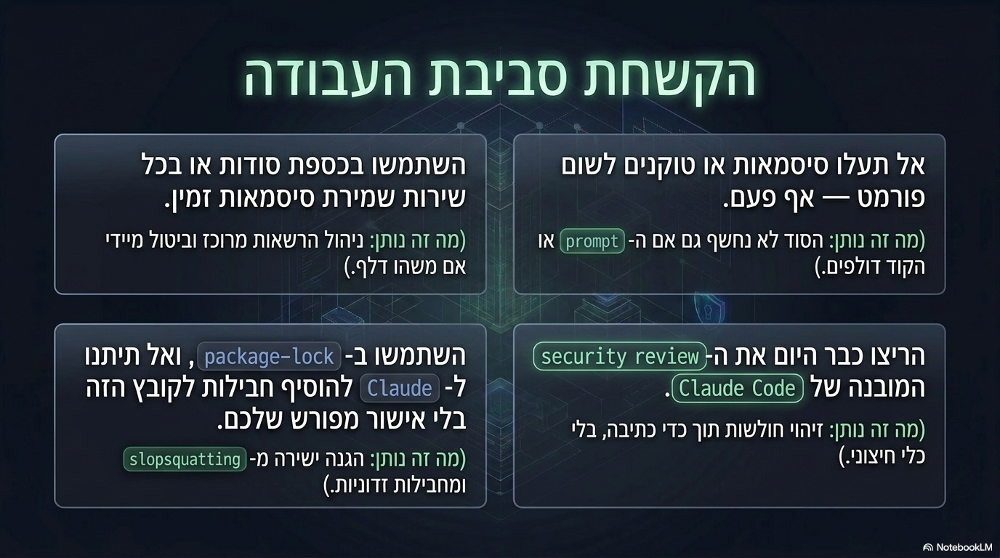 הקשחת סביבת העבודה
אל תעלו סיסמאות או טוקנים לשום
פורמט — אף פעם.
(מה זה נותן: הסוד לא נחשף גם אם ה- prompt או
הקוד דולפים.)
השתמשו בכספת סודות או בכל
שירות שמירת סיסמאות זמין.
(מה זה נותן: ניהול הרשאות מרוכז וביטול מיידי
אם משהו דלף.)
הריצו כבר היום את ה-security review
המובנה של Claude Code.
(מה זה נותן: זיהוי חולשות תוך כדי כתיבה, בלי
כלי חיצוני.)
השתמשו ב- package-lock, ואל תיתנו
ל- Claude להוסיף חבילות לקובץ הזה
בלי אישור מפורש שלכם.
(מה זה נותן: הגנה ישירה מ- slopsquatting
ומחבילות זדוניות.)
NotebookLM